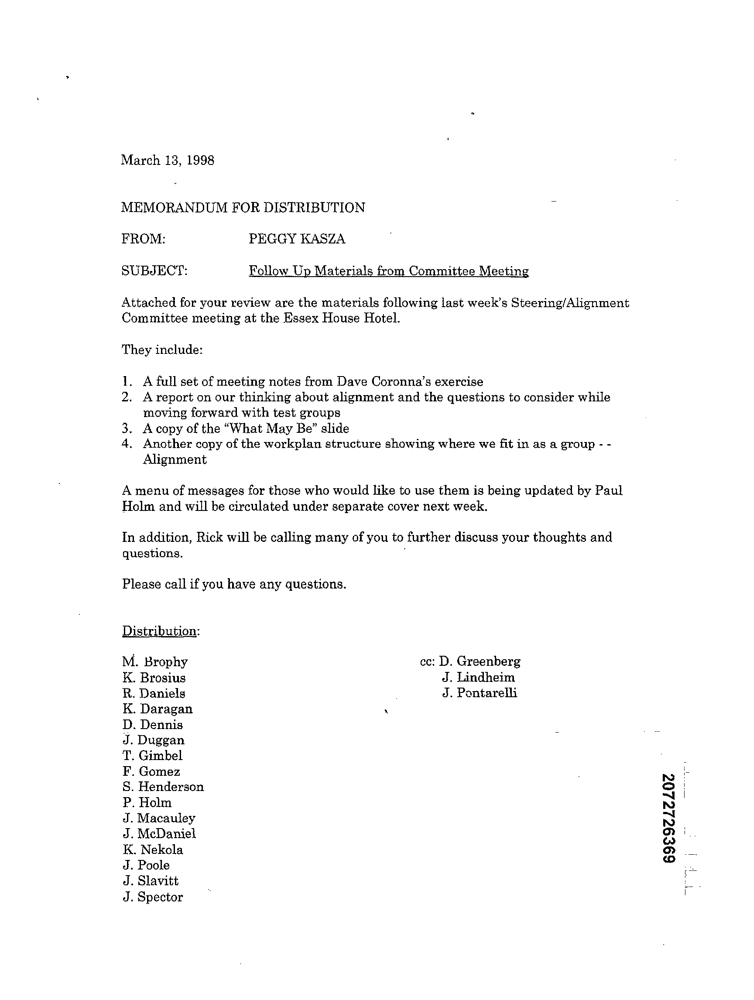 March 13, 1998
MEMORANDUM FOR DISTRIBUTION
FROM: PEGGY KASZA
SUBJECT: Follow Up Materials from Committee Meeting
Attached for your review are the materials following last week's Steering/Alignment
Committee meeting at the Essex House Hotel.
They include:
1. A full set of meeting notes from Dave Coronna's exercise
2. A report on our thinking about alignment and the questions to consider while
moving forward with test groups
3. A copy of the "What May Be" slide
4. Another copy of the workplan structure showing where we fit in as a group - -
Alignment
A menu of messages for those who would like to use them is being updated by Paul
Holm and will be circulated under separate cover next week.
In addition, Rick will be calling many of you to further discuss your thoughts and
questions.
Please call if you have any questions.
Distribution:
M. Brophy
K. Brosius
R. Daniels
K. Daragan
D. Dennis
J. Duggan
T. Gimbel
F. Gomez
S. Henderson
P. Holm
J. Macauley
J. McDaniel
K. Nekola
J. Poole
J. Slavitt
J. Spector
cc: D. Greenberg
J. Lindheim
J. Pontarelli
2072726369